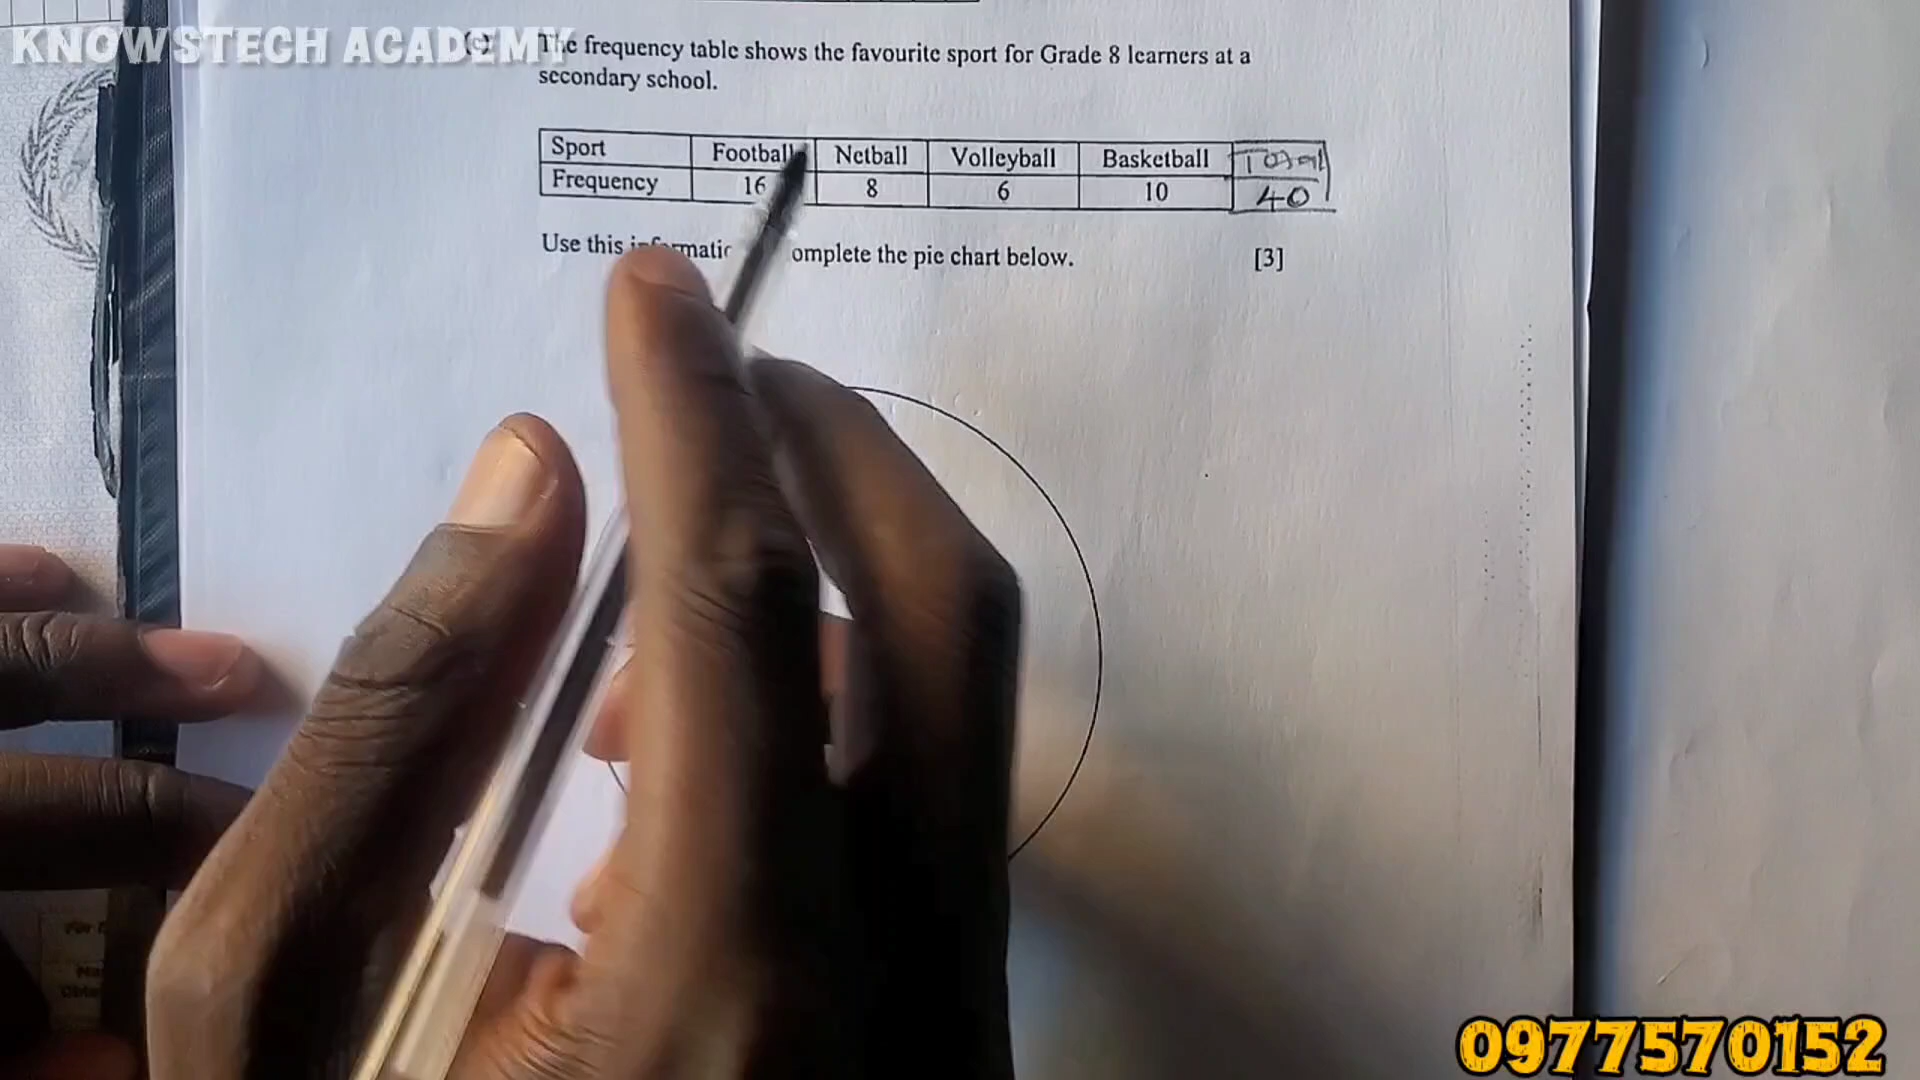 KNOWSTECH ACADEMY
(c) The frequency table shows the favourite sport for Grade 8 learners at a
secondary school.
Sport Football Netball Volleyball Basketball Total
Frequency 16 8 6 10 40
Use this omplete the pie chart below. [3]
0977570152